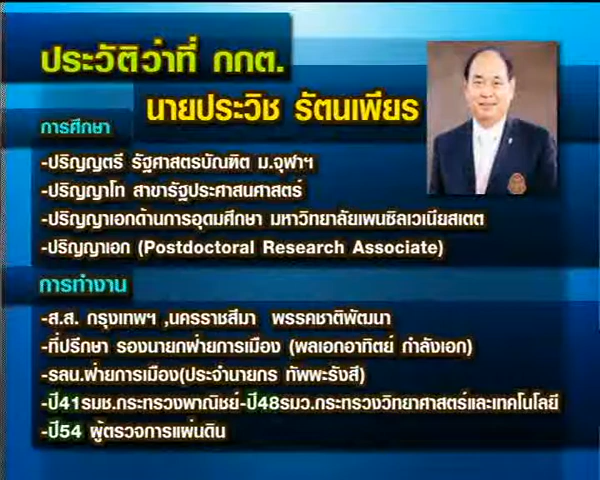 ประวัติว่าที่ กกต.
นายประวิช รัตนเพียร
การศึกษา
-ปริญญตรี รัฐศาสตรบัณฑิต ม.จุฬาฯ
-ปริญญาโท สาขารัฐประศาสนศาสตร์
-ปริญญาเอกด้านการอุดมศึกษา มหาวิทยาลัยเพนซิลเวเนียสเตต
-ปริญญาเอก (Postdoctoral Research Associate)
การทำงาน
-ส.ส. กรุงเทพฯ ,นครราชสีมา พรรคชาติพัฒนา
-ที่ปรึกษา รองนายกฝ่ายการเมือง (พลเอกอาทิตย์ กำลังเอก)
-รลน.ฝ่ายการเมือง(ประจำนายกร ทัพพะรังสี)
-ปี41รมช.กระทรวงพาณิชย์-ปี48รมว.กระทรวงวิทยาศาสตร์และเทคโนโลยี
-ปี54 ผู้ตรวจการแผ่นดิน